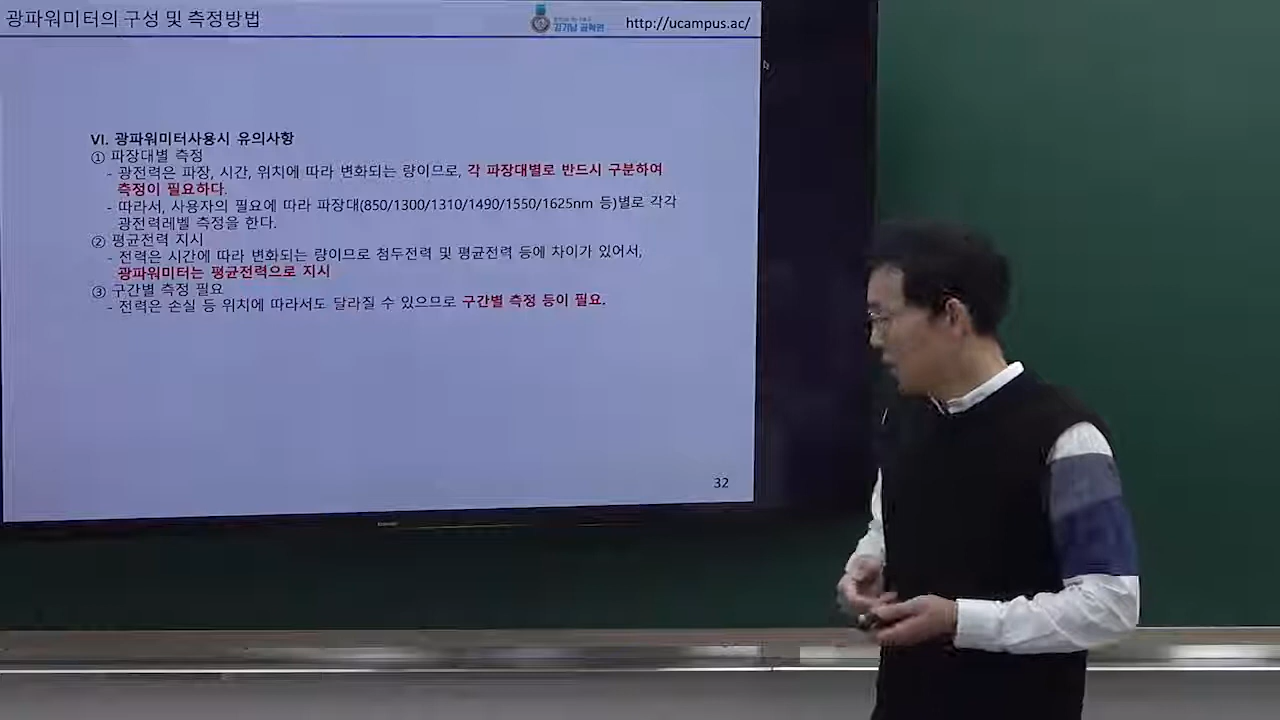 광파워미터의 구성 및 측정방법
김기남 공학원
http://ucampus.ac/
VI. 광파워미터사용시 유의사항
① 파장대별 측정
- 광전력은 파장, 시간, 위치에 따라 변화되는 량이므로, 각 파장대별로 반드시 구분하여
측정이 필요하다.
- 따라서, 사용자의 필요에 따라 파장대(850/1300/1310/1490/1550/1625nm 등)별로 각각
광전력레벨 측정을 한다.
② 평균전력 지시
- 전력은 시간에 따라 변화되는 량이므로 첨두전력 및 평균전력 등에 차이가 있어서,
광파워미터는 평균전력으로 지시
③ 구간별 측정 필요
- 전력은 손실 등 위치에 따라서도 달라질 수 있으므로 구간별 측정 등이 필요.
32